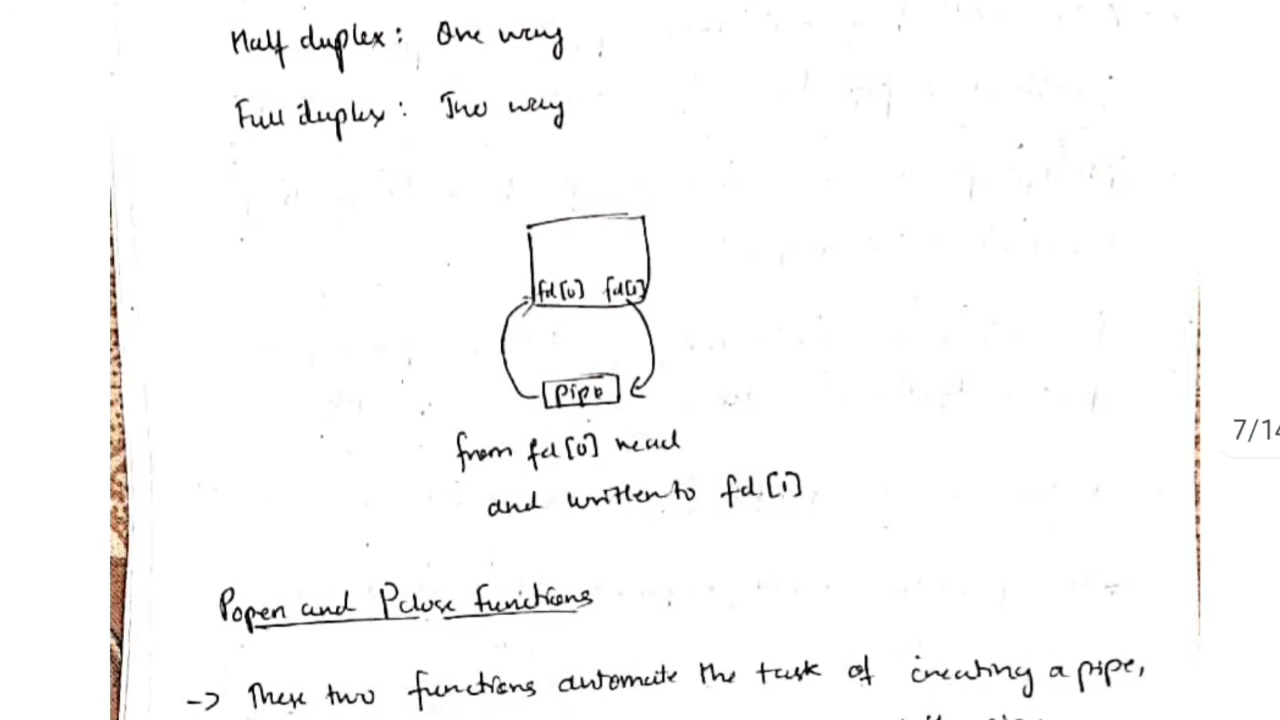 Half duplex: One way
Full duplex: Two way
fd[0] fd[1]
Pipe
from fd[0] read
and written to fd[1]
7/14
Popen and Pclose functions
-> These two functions automate the task of creating a pipe,